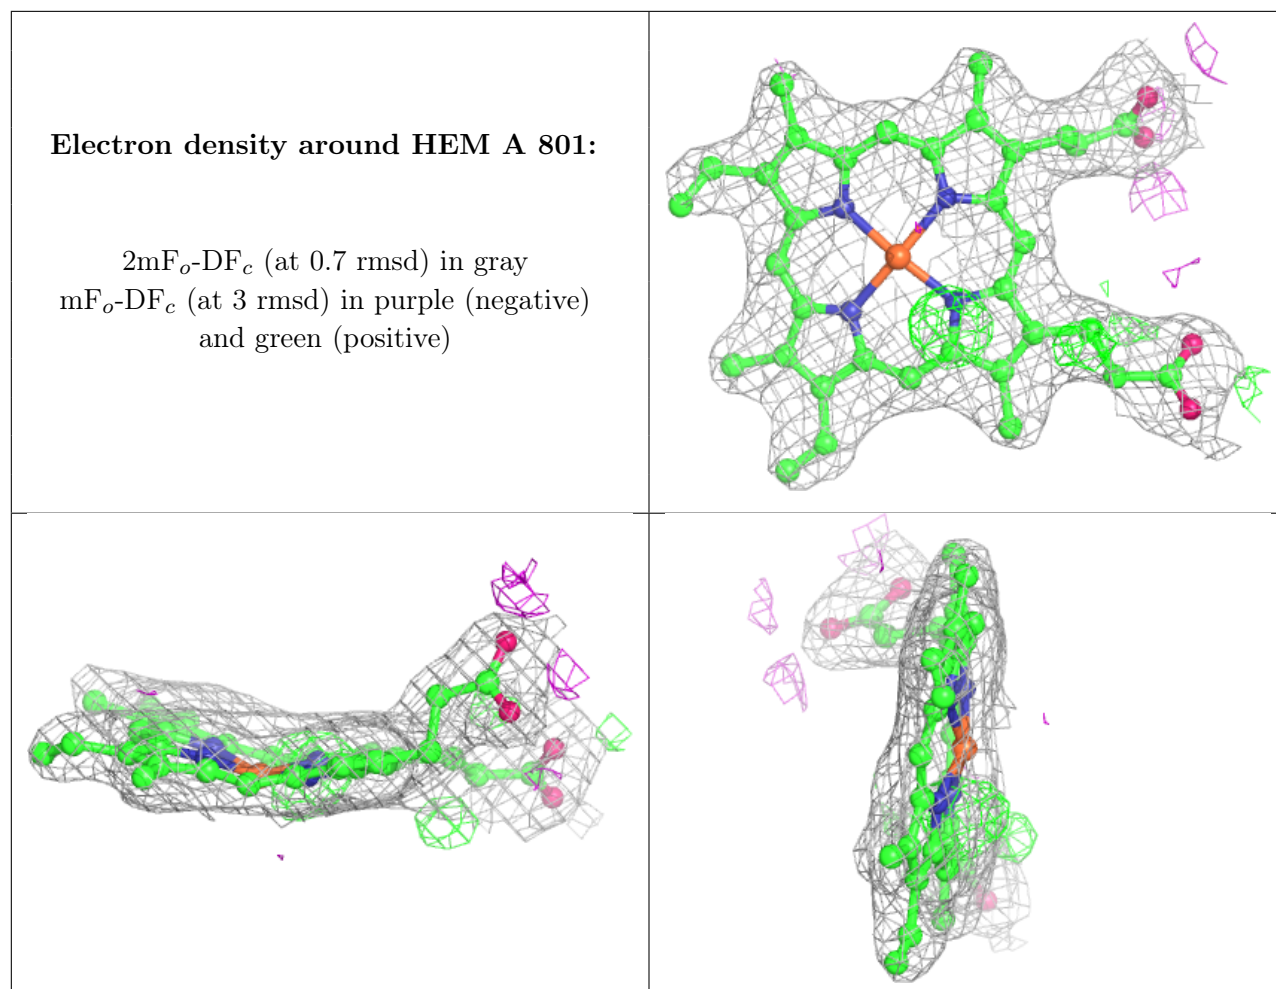 Electron density around HEM A 801:
2mFo-DFc (at 0.7 rmsd) in gray
mFo-DFc (at 3 rmsd) in purple (negative)
and green (positive)